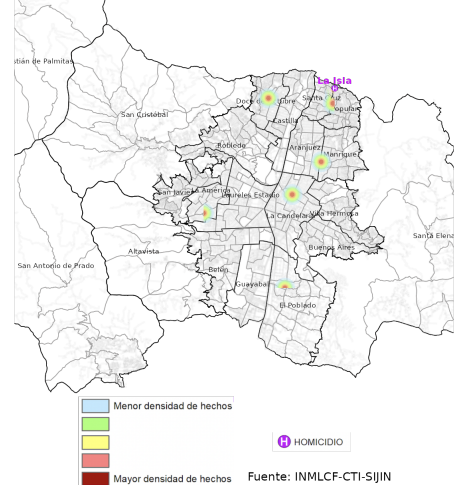 La Isla
H
stián de Palmitas
Doce de Octubre
Santa Cruz
Popular
San Cristóbal
Castilla
Robledo
Aranjuez
Manrique
San Javier
La América
Laureles Estadio
La Candelaria
Villa Hermosa
Santa Elena
Altavista
Buenos Aires
San Antonio de Prado
Belén
Guayabal
El Poblado
Menor densidad de hechos
H HOMICIDIO
Mayor densidad de hechos
Fuente: INMLCF-CTI-SIJIN